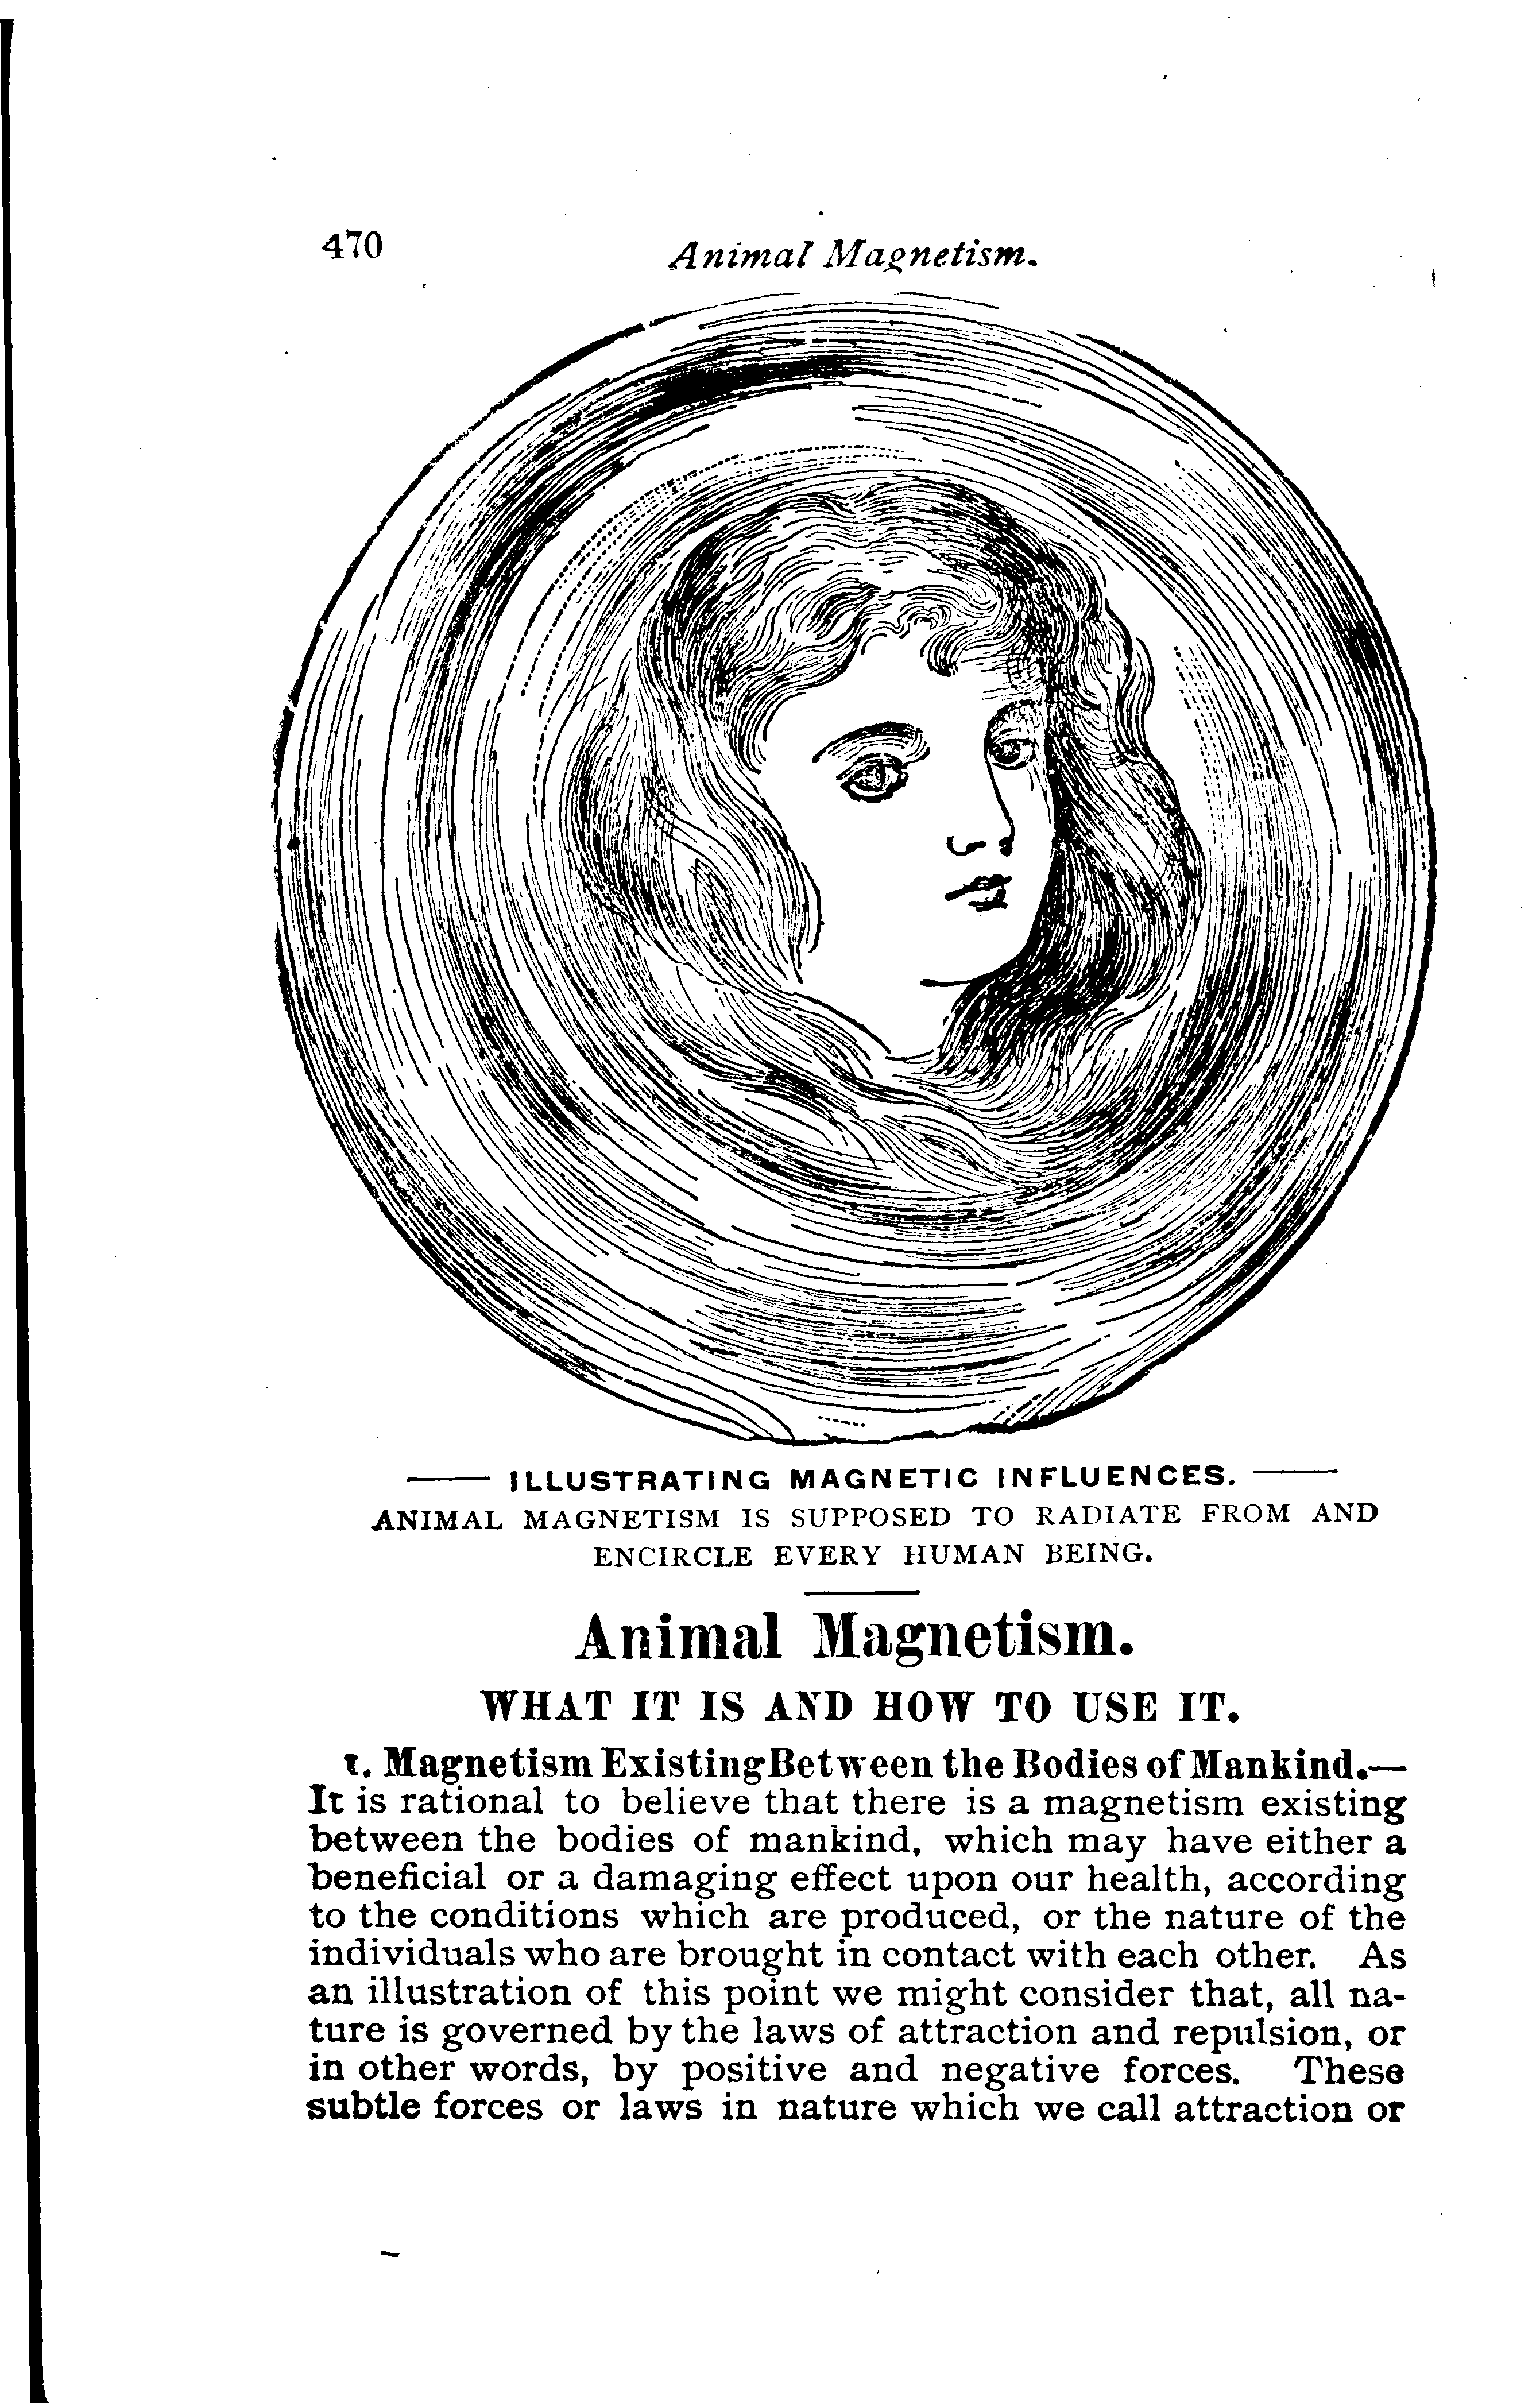 470
Animal Magnetism.
ILLUSTRATING MAGNETIC INFLUENCES.
ANIMAL MAGNETISM IS SUPPOSED TO RADIATE FROM AND
ENCIRCLE EVERY HUMAN BEING.
Animal Magnetism.
WHAT IT IS AND HOW TO USE IT.
1. Magnetism Existing Between the Bodies of Mankind.—
It is rational to believe that there is a magnetism existing
between the bodies of mankind, which may have either a
beneficial or a damaging effect upon our health, according
to the conditions which are produced, or the nature of the
individuals who are brought in contact with each other. As
an illustration of this point we might consider that, all na-
ture is governed by the laws of attraction and repulsion, or
in other words, by positive and negative forces. These
subtle forces or laws in nature which we call attraction or